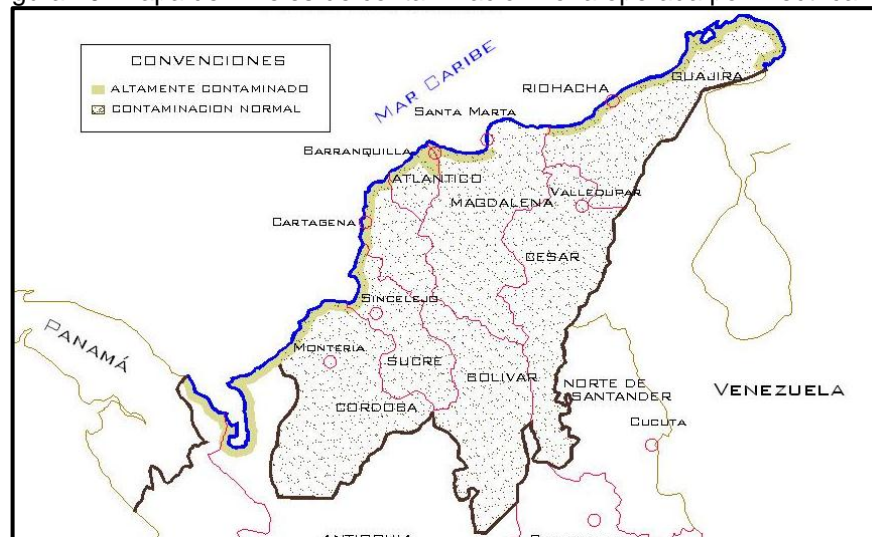 CONVENCIONES
ALTAMENTE CONTAMINADO
CONTAMINACION NORMAL
MAR CARIBE
RIOHACHA
GUAJIRA
SANTA MARTA
BARRANQUILLA
ATLANTICO
MAGDALENA
VALLEDUPAR
CARTAGENA
CESAR
SINCELEJO
PANAMÁ
MONTERIA
SUCRE
BOLIVAR
CORDOBA
NORTE DE
SANTANDER
VENEZUELA
CUCUTA